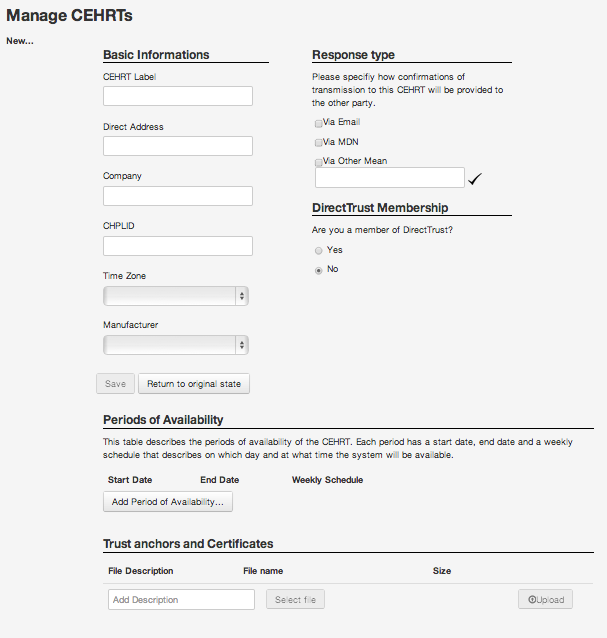 Manage CEHRTs
New...
Basic Informations
CEHRT Label
Direct Address
Company
CHPLID
Time Zone
Manufacturer
Save
Return to original state
Response type
Please specifiy how confirmations of
transmission to this CEHRT will be provided to
the other party.
Via Email
Via MDN
Via Other Mean
DirectTrust Membership
Are you a member of DirectTrust?
Yes
No
Periods of Availability
This table describes the periods of availability of the CEHRT. Each period has a start date, end date and a weekly
schedule that describes on which day and at what time the system will be available.
Start Date End Date Weekly Schedule
Add Period of Availability...
Trust anchors and Certificates
File Description File name Size
Add Description Select file Upload